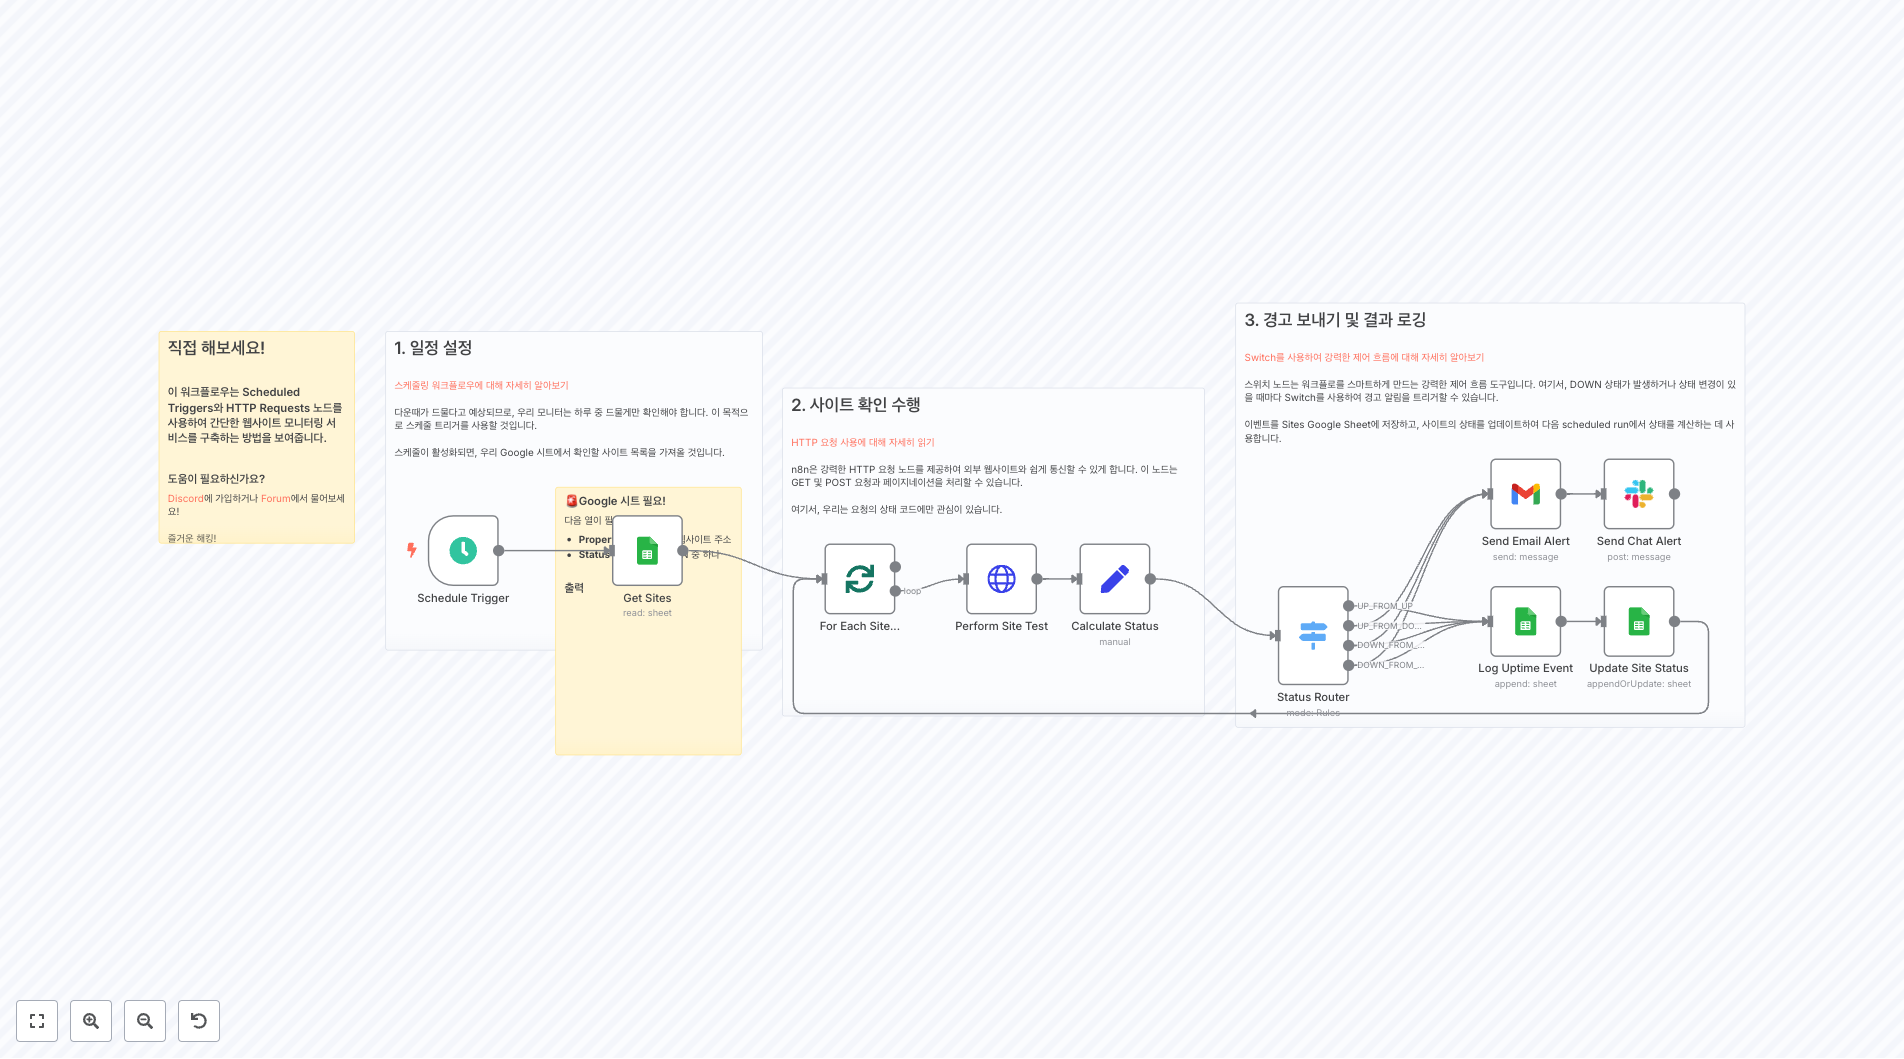 직접 해보세요!
이 워크플로우는 Scheduled
Triggers와 HTTP Requests 노드를
사용하여 간단한 웹사이트 모니터링 서
비스를 구축하는 방법을 보여줍니다.
도움이 필요하신가요?
Discord에 가입하거나 Forum에서 물어보세
요!
즐거운 해킹!
1. 일정 설정
스케줄링 워크플로우에 대해 자세히 알아보기
다운때가 드물다고 예상되므로, 우리 모니터는 하루 중 드물게만 확인해야 합니다. 이 목적으
로 스케줄 트리거를 사용할 것입니다.
스케줄이 활성화되면, 우리 Google 시트에서 확인할 사이트 목록을 가져올 것입니다.
🚨Google 시트 필요!
다음 열이
Proper
사이트 주소
Status
중 하나
출력
Schedule Trigger
Get Sites
read: sheet
2. 사이트 확인 수행
HTTP 요청 사용에 대해 자세히 읽기
n8n은 강력한 HTTP 요청 노드를 제공하여 외부 웹사이트와 쉽게 통신할 수 있게 합니다. 이 노드는
GET 및 POST 요청과 페이지네이션을 처리할 수 있습니다.
여기서, 우리는 요청의 상태 코드에만 관심이 있습니다.
loop
For Each Site...
Perform Site Test
Calculate Status
manual
3. 경고 보내기 및 결과 로깅
Switch를 사용하여 강력한 제어 흐름에 대해 자세히 알아보기
스위치 노드는 워크플로를 스마트하게 만드는 강력한 제어 흐름 도구입니다. 여기서, DOWN 상태가 발생하거나 상태 변경이 있
을 때마다 Switch를 사용하여 경고 알림을 트리거할 수 있습니다.
이벤트를 Sites Google Sheet에 저장하고, 사이트의 상태를 업데이트하여 다음 scheduled run에서 상태를 계산하는 데 사
용합니다.
Send Email Alert
send: message
Send Chat Alert
post: message
UP_FROM_UP
UP_FROM_DO...
DOWN_FROM_...
DOWN_FROM_...
Status Router
mode: Rules
Log Uptime Event
append: sheet
Update Site Status
appendOrUpdate: sheet